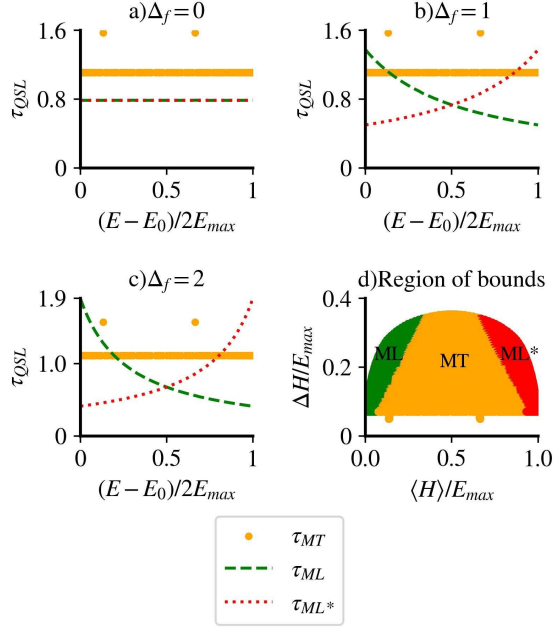 a)Δ_f = 0
τ_QSL
1.6
0.8
0
0
0.5
1
(E − E_0)/2E_max
b)Δ_f = 1
τ_QSL
1.6
0.8
0
0
0.5
1
(E − E_0)/2E_max
c)Δ_f = 2
τ_QSL
1.9
1.0
0
0
0.5
1
(E − E_0)/2E_max
d)Region of bounds
ΔH/E_max
0.4
0.2
0
ML
MT
ML*
0.0
0.5
1.0
⟨H⟩/E_max
τ_MT
τ_ML
τ_ML*